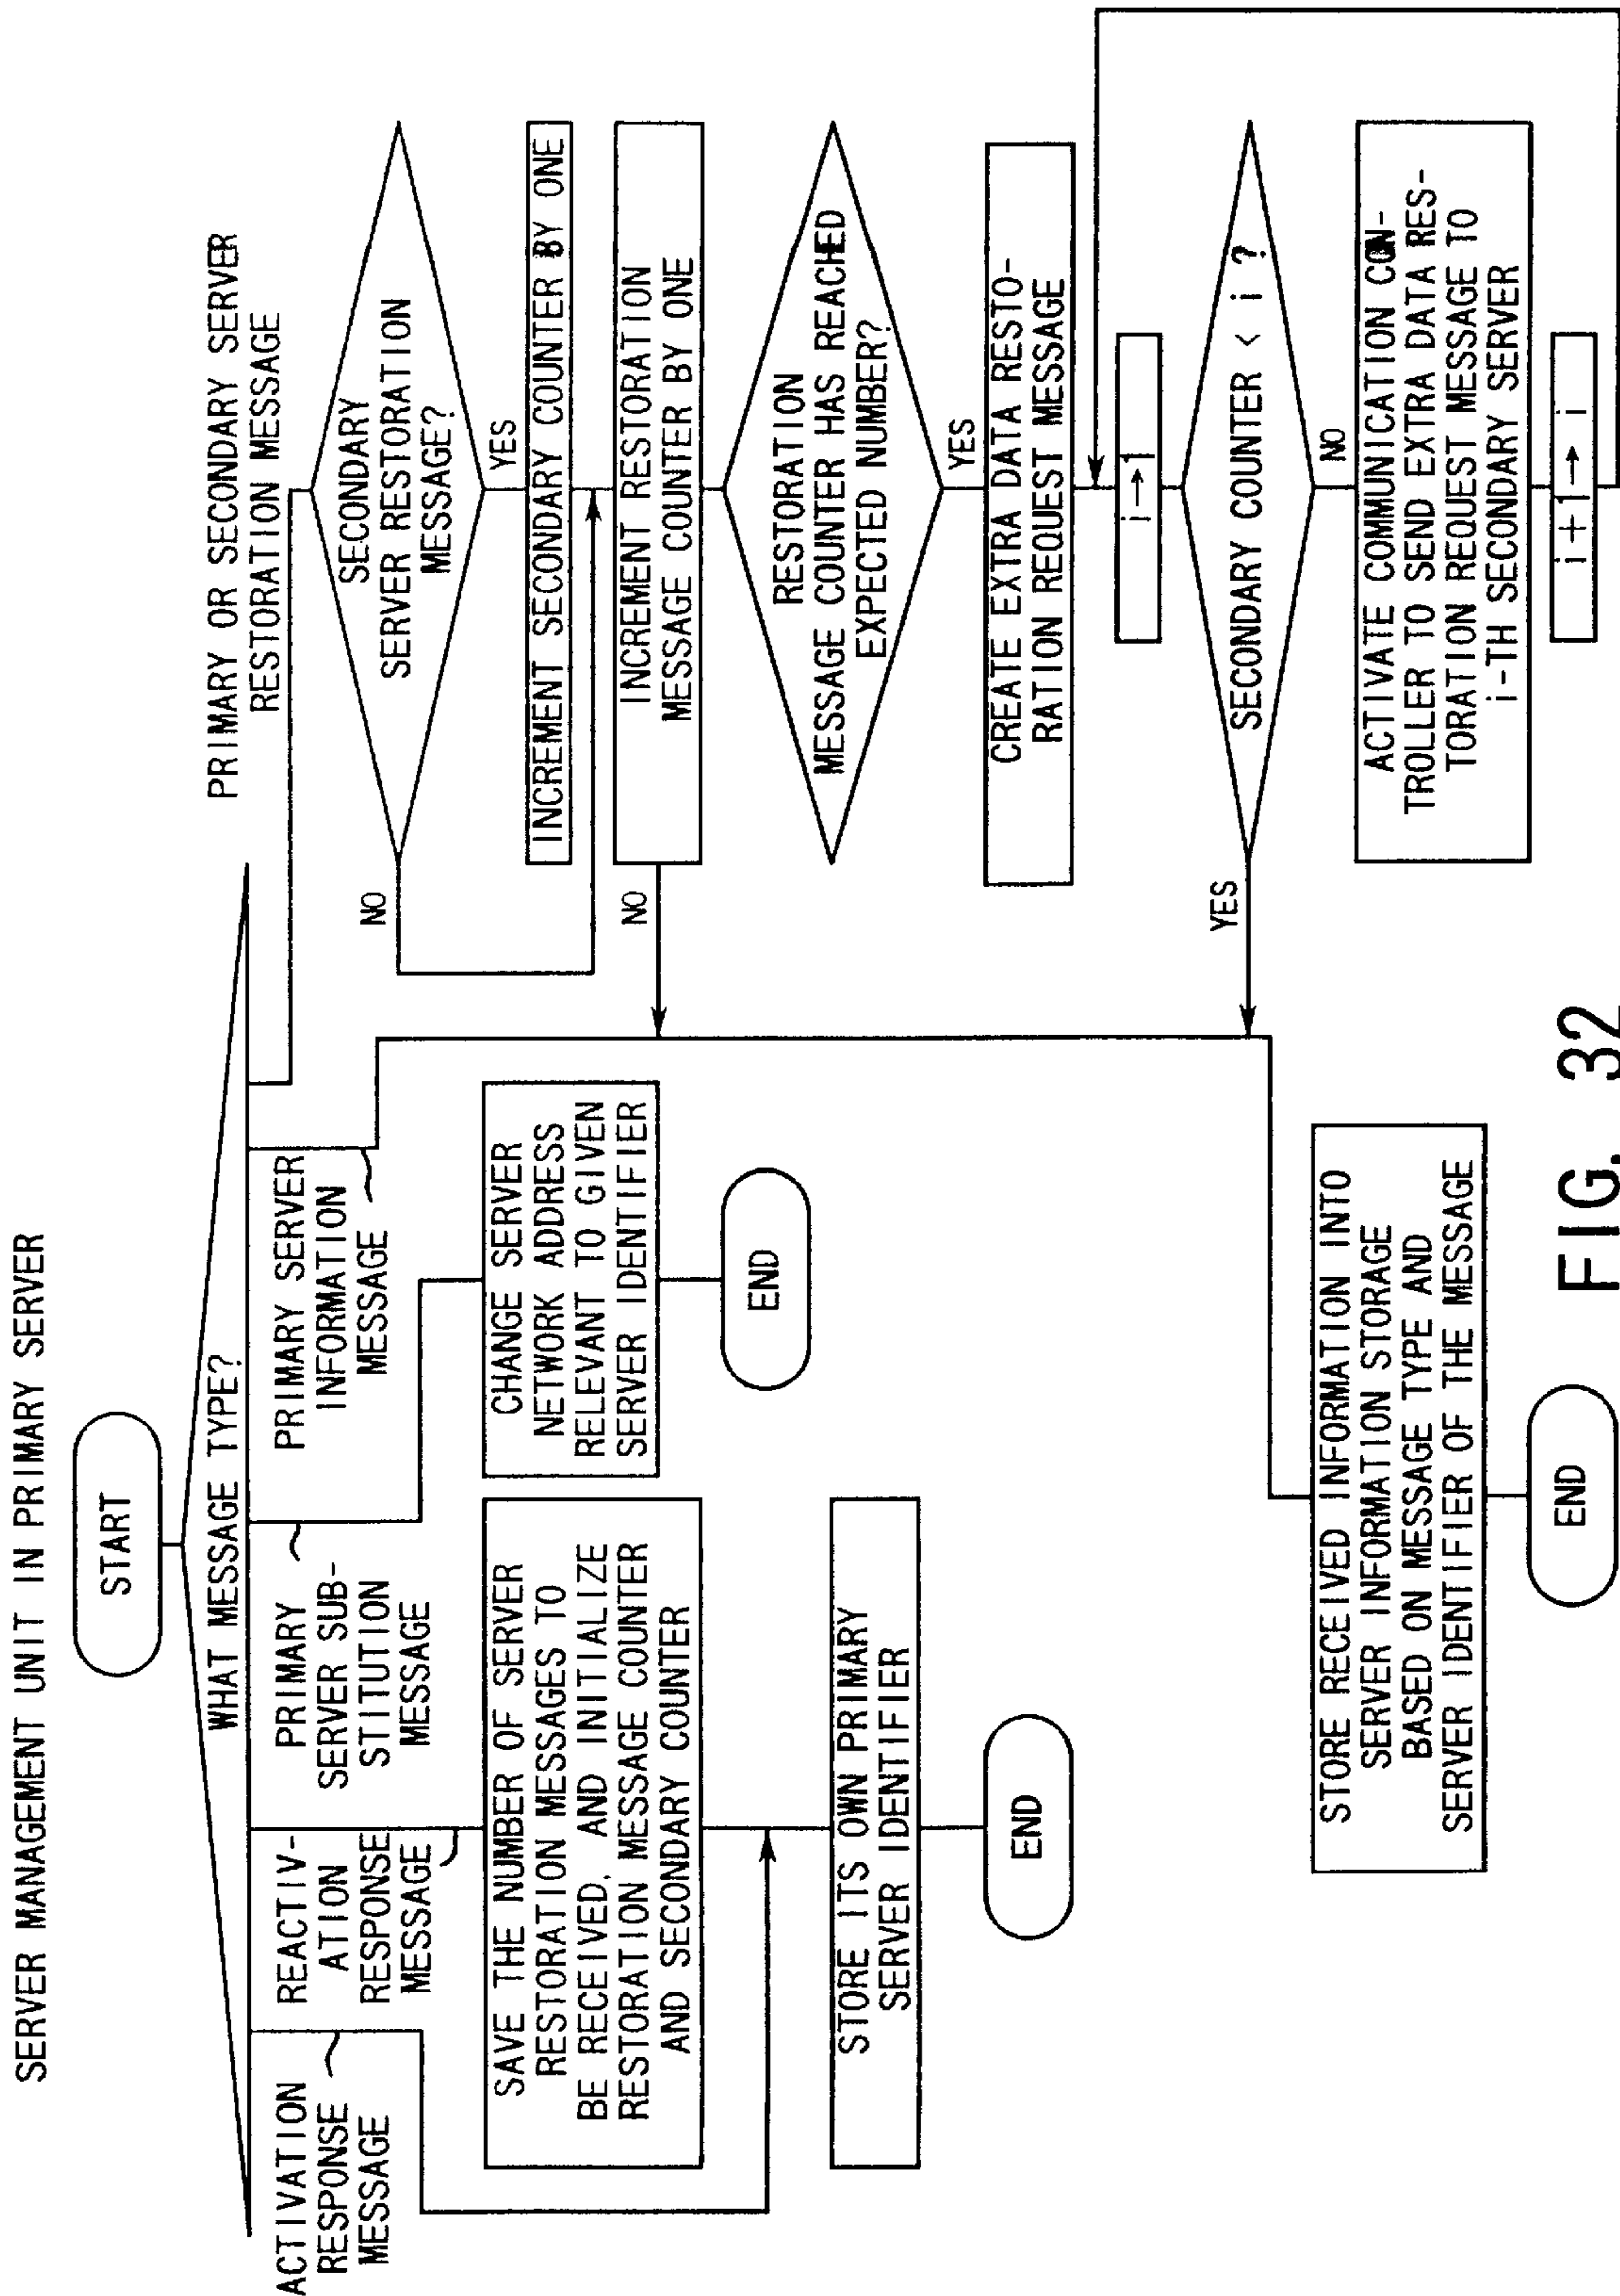 SERVER MANAGEMENT UNIT IN PRIMARY SERVER
START
WHAT MESSAGE TYPE?
ACTIVATION
RESPONSE
MESSAGE
REACTIV-
ATION
RESPONSE
MESSAGE
PRIMARY
SERVER SUB-
STITUTION
MESSAGE
PRIMARY SERVER
INFORMATION
MESSAGE
PRIMARY OR SECONDARY SERVER
RESTORATION MESSAGE
SAVE THE NUMBER OF SERVER
RESTORATION MESSAGES TO
BE RECEIVED, AND INITIALIZE
RESTORATION MESSAGE COUNTER
AND SECONDARY COUNTER
STORE ITS OWN PRIMARY
SERVER IDENTIFIER
END
CHANGE SERVER
NETWORK ADDRESS
RELEVANT TO GIVEN
SERVER IDENTIFIER
END
SECONDARY
SERVER RESTORATION
MESSAGE?
NO
YES
INCREMENT SECONDARY COUNTER BY ONE
INCREMENT RESTORATION
MESSAGE COUNTER BY ONE
NO
RESTORATION
MESSAGE COUNTER HAS REACHED
EXPECTED NUMBER?
YES
CREATE EXTRA DATA RESTO-
RATION REQUEST MESSAGE
i→1
SECONDARY COUNTER < i ?
YES
NO
ACTIVATE COMMUNICATION CON-
TROLLER TO SEND EXTRA DATA RES-
TORATION REQUEST MESSAGE TO
i-TH SECONDARY SERVER
i+1→ i
STORE RECEIVED INFORMATION INTO
SERVER INFORMATION STORAGE
BASED ON MESSAGE TYPE AND
SERVER IDENTIFIER OF THE MESSAGE
END
FIG. 32